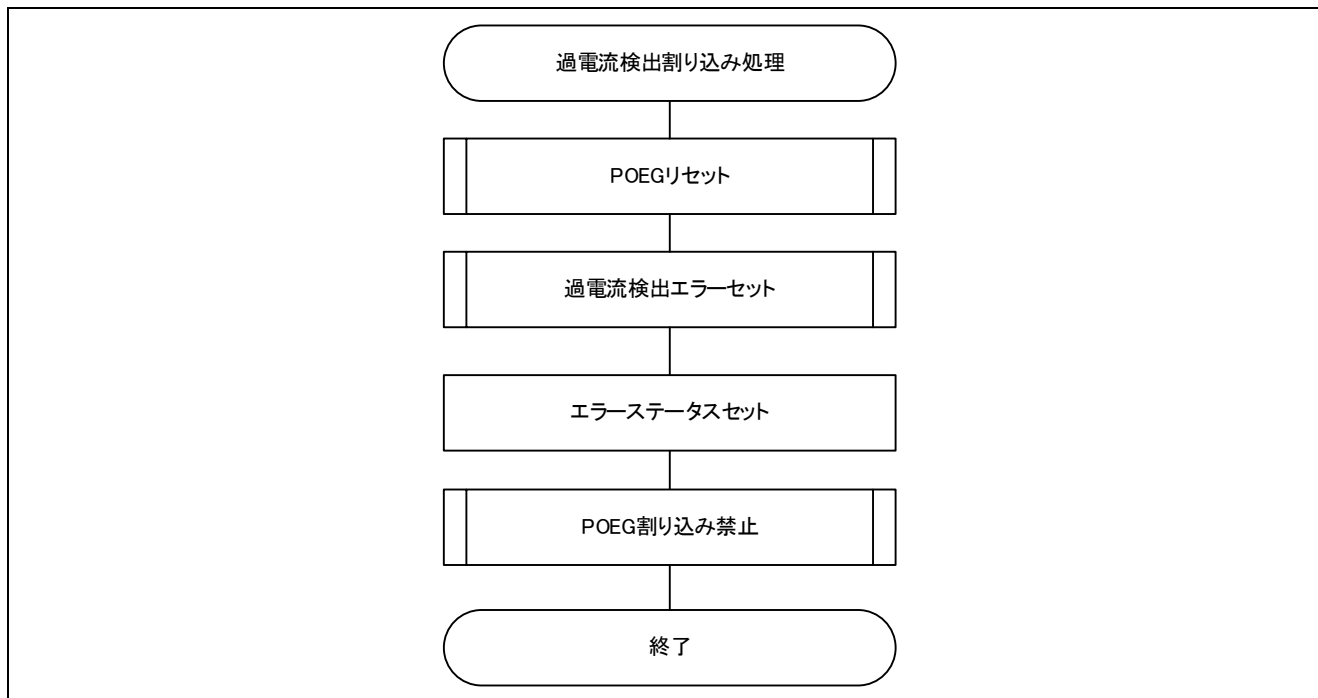 過電流検出割り込み処理
POEGリセット
過電流検出エラーセット
エラーステータスセット
POEG割り込み禁止
終了